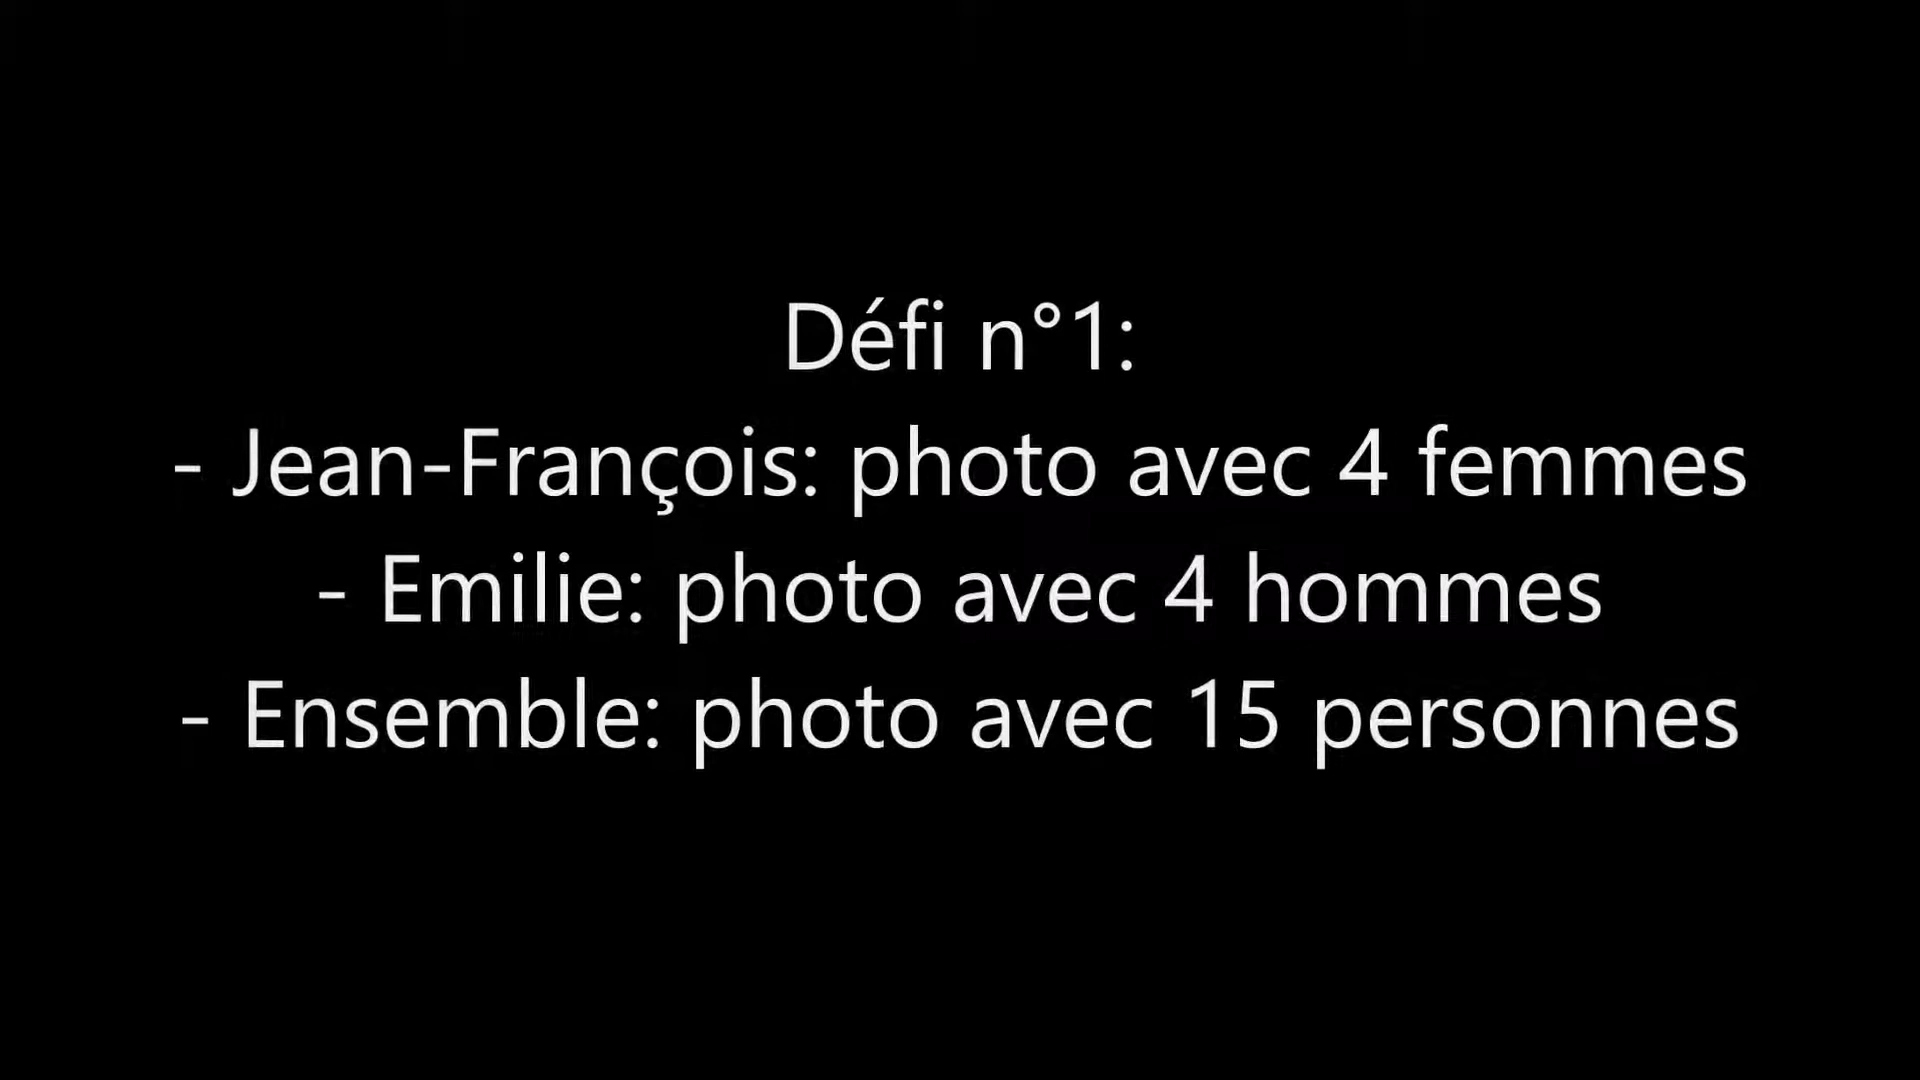 Défi n°1:
- Jean-François: photo avec 4 femmes
- Emilie: photo avec 4 hommes
- Ensemble: photo avec 15 personnes